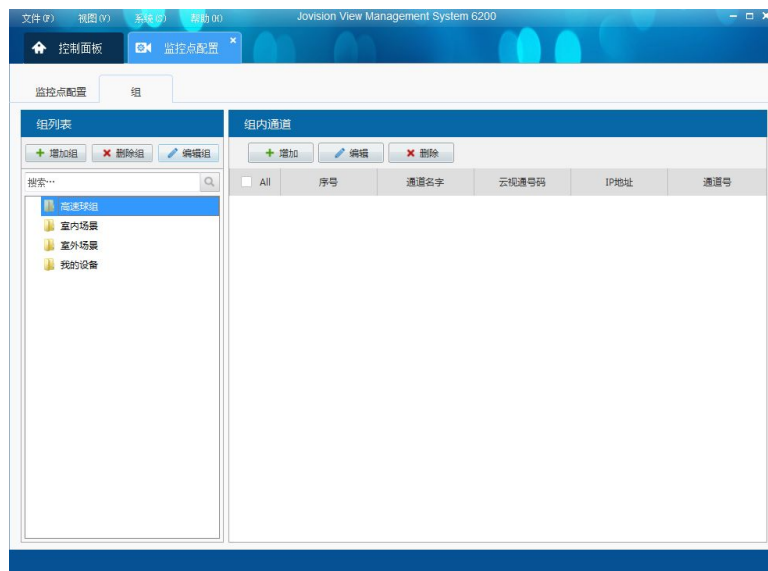 文件(F) 视图(V) 系统(S) 帮助(H) Jovision View Management System 6200
控制面板 监控点配置
监控点配置 组
组列表 组内通道
增加组 删除组 编辑组 增加 编辑 删除
搜索… All 序号 通道名字 云视通号码 IP地址 通道号
高速球组
室内场景
室外场景
我的设备